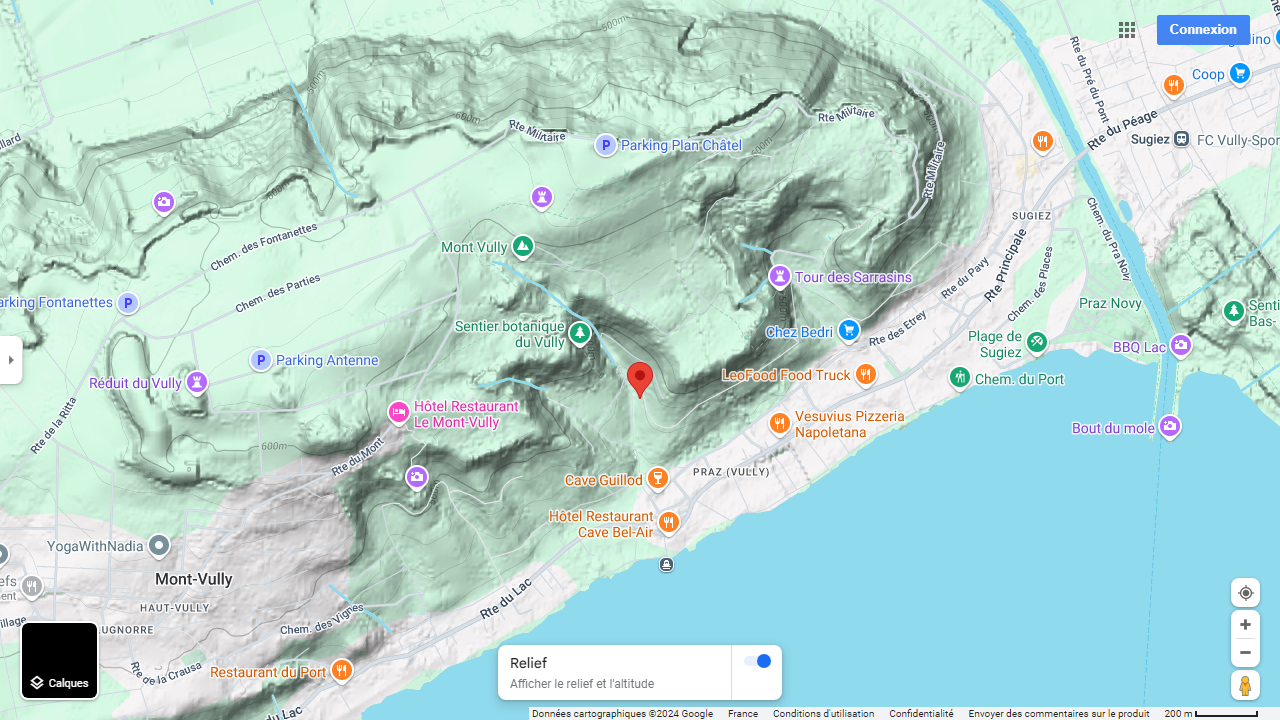 500m
Connexion
Rte du Pré du Pont
Coop
500m
600m
Rte Militaire
Rte Militaire
Parking Plan Châtel
500m
Rte du Péage
Sugiez
FC Vully-Spor
Rte Militaire
SUGIEZ
Chem. du Pra Novy
Chem. des Fontanettes
Mont Vully
Rte Principale
Rte du Pavy
Chem. des Places
Chem. des Parties
Tour des Sarrasins
arking Fontanettes
Praz Novy
Senti
Bas-
Sentier botanique
du Vully
Chez Bedri
Rte des Etrey
Plage de
Sugiez
BBQ Lac
Parking Antenne
Réduit du Vully
LeoFood Food Truck
Chem. du Port
Hôtel Restaurant
Le Mont-Vully
Rte de la Ritta
Vesuvius Pizzeria
Napoletana
Bout du mole
600m
Rte du Mont
Cave Guillod
PRAZ (VULLY)
Hôtel Restaurant
Cave Bel-Air
YogaWithNadia
Mont-Vully
HAUT-VULLY
Rte du Lac
LUGNORRE
Chem. des Vignes
Rte de la Crausa
Restaurant du Port
Relief
Afficher le relief et l'altitude
Calques
du Lac
Données cartographiques ©2024 Google
France
Conditions d'utilisation
Confidentialité
Envoyer des commentaires sur le produit
200 m